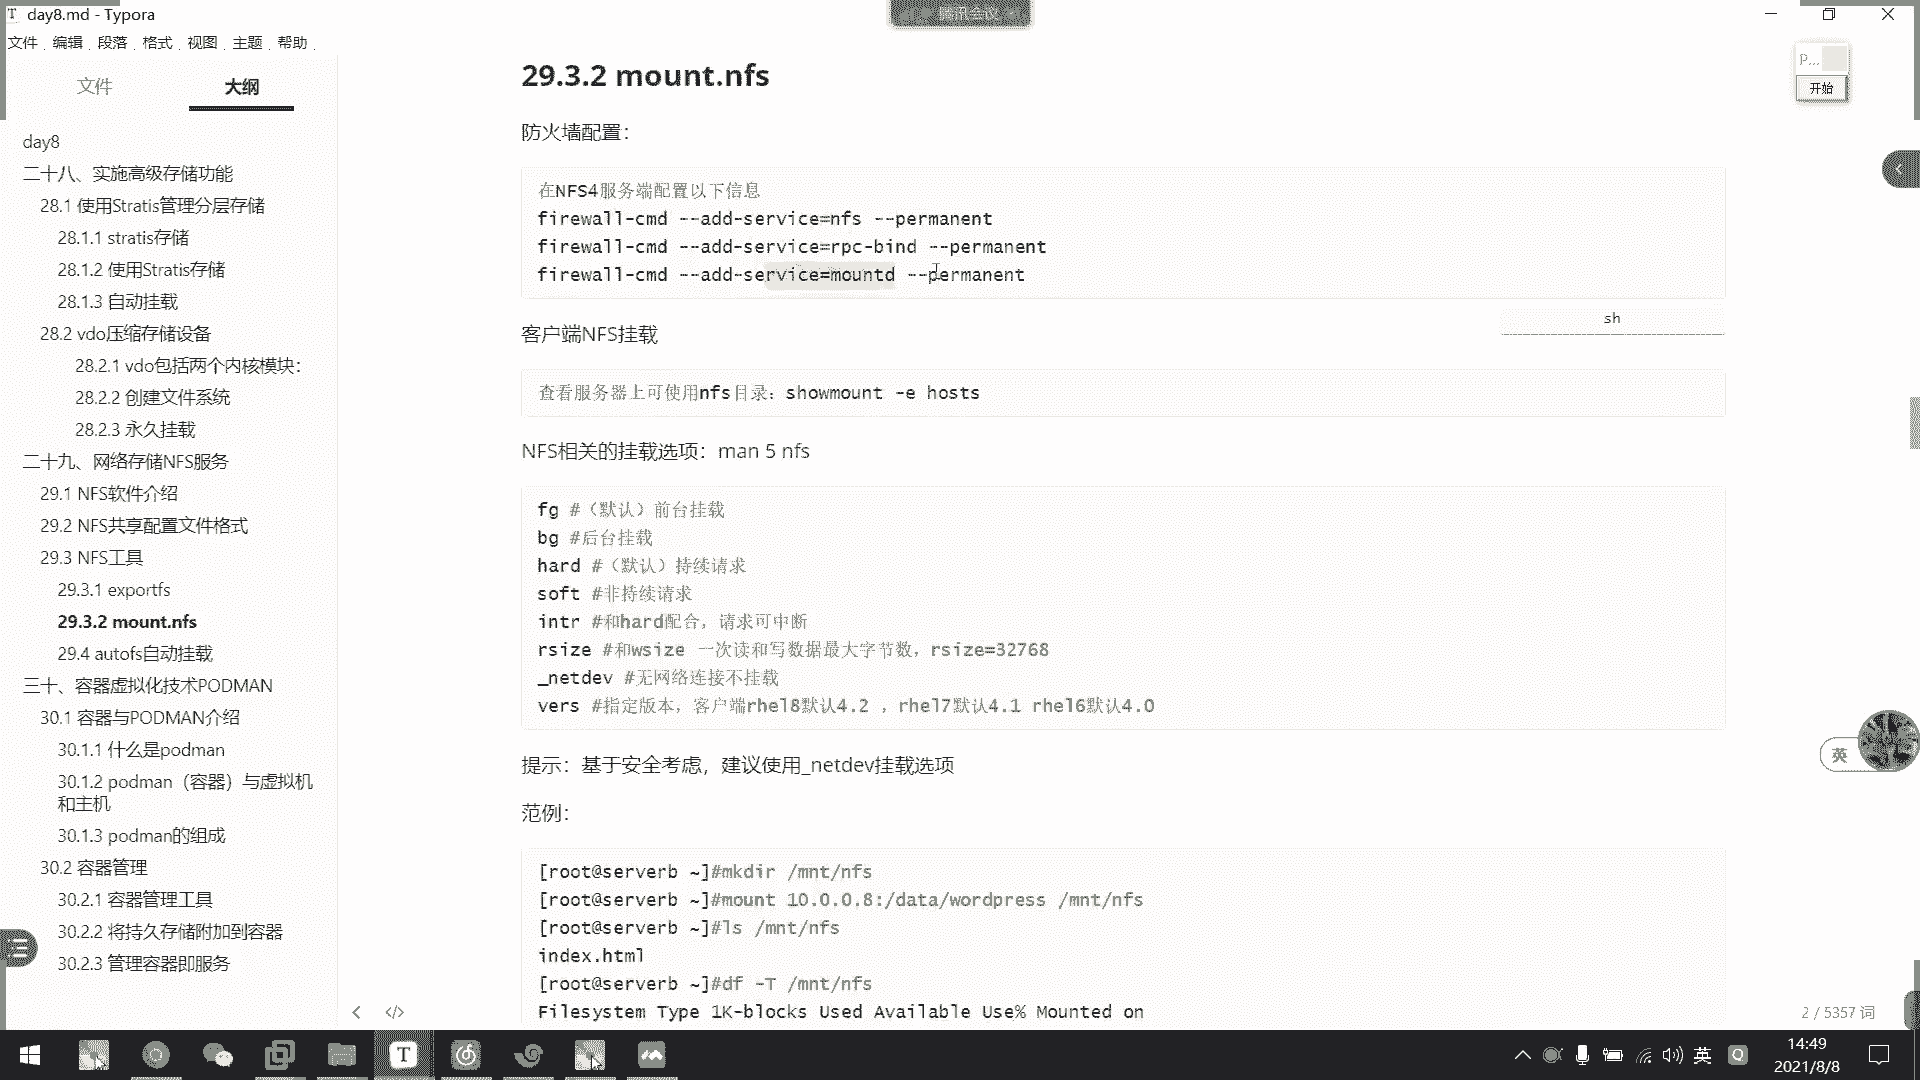 day8.md - Typora
腾讯会议
文件 编辑 段落 格式 视图 主题 帮助
文件
大纲
day8
二十八、实施高级存储功能
28.1 使用Stratis管理分层存储
28.1.1 stratis存储
28.1.2 使用Stratis存储
28.1.3 自动挂载
28.2 vdo压缩存储设备
28.2.1 vdo包括两个内核模块：
28.2.2 创建文件系统
28.2.3 永久挂载
二十九、网络存储NFS服务
29.1 NFS软件介绍
29.2 NFS共享配置文件格式
29.3 NFS工具
29.3.1 exportfs
29.3.2 mount.nfs
29.4 autofs自动挂载
三十、容器虚拟化技术PODMAN
30.1 容器与PODMAN介绍
30.1.1 什么是podman
30.1.2 podman（容器）与虚拟机
和主机
30.1.3 podman的组成
30.2 容器管理
30.2.1 容器管理工具
30.2.2 将持久存储附加到容器
30.2.3 管理容器即服务
29.3.2 mount.nfs
防火墙配置：
在NFS4服务端配置以下信息
firewall-cmd --add-service=nfs --permanent
firewall-cmd --add-service=rpc-bind --permanent
firewall-cmd --add-service=mountd --permanent
sh
客户端NFS挂载
查看服务器上可使用nfs目录：showmount -e hosts
NFS相关的挂载选项：man 5 nfs
fg #（默认）前台挂载
bg #后台挂载
hard #（默认）持续请求
soft #非持续请求
intr #和hard配合，请求可中断
rsize #和wsize 一次读和写数据最大字节数，rsize=32768
_netdev #无网络连接不挂载
vers #指定版本，客户端rhel8默认4.2 ，rhel7默认4.1 rhel6默认4.0
提示：基于安全考虑，建议使用_netdev挂载选项
范例：
[root@serverb ~]#mkdir /mnt/nfs
[root@serverb ~]#mount 10.0.0.8:/data/wordpress /mnt/nfs
[root@serverb ~]#ls /mnt/nfs
index.html
[root@serverb ~]#df -T /mnt/nfs
Filesystem Type 1K-blocks Used Available Use% Mounted on
P...
开始
英
2 / 5357 词
英
14:49
2021/8/8